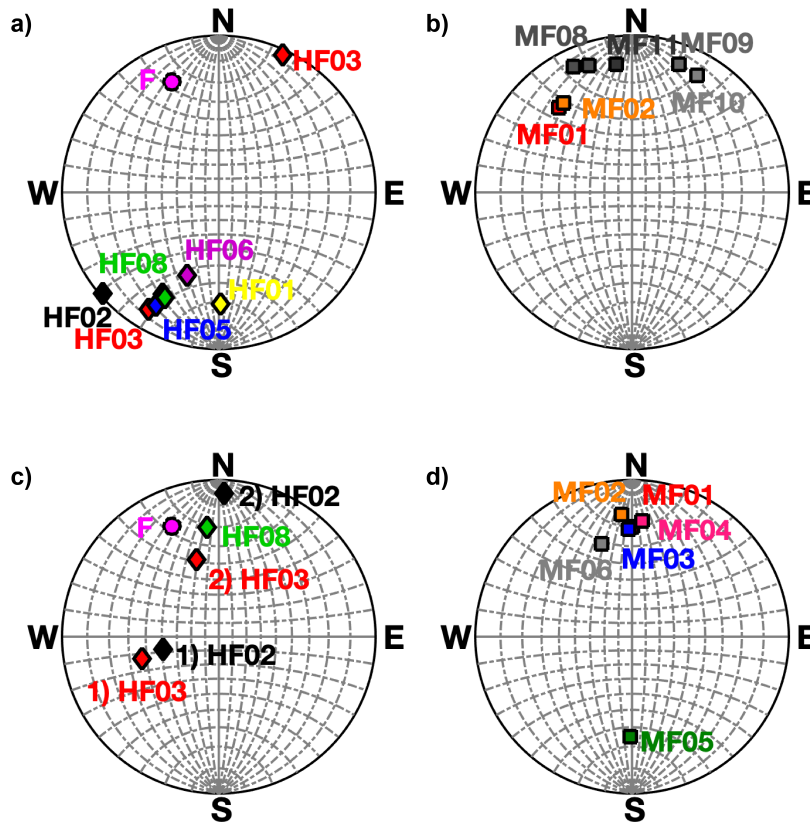 a)
N
HF03
F
W
E
HF06
HF08
HF01
HF02
HF05
HF03
S
b)
N
MF08
MF11
MF09
MF10
MF02
MF01
W
E
S
c)
N
2) HF02
F
HF08
2) HF03
W
E
1) HF02
1) HF03
S
d)
N
MF02
MF01
MF04
MF03
MF06
W
E
MF05
S